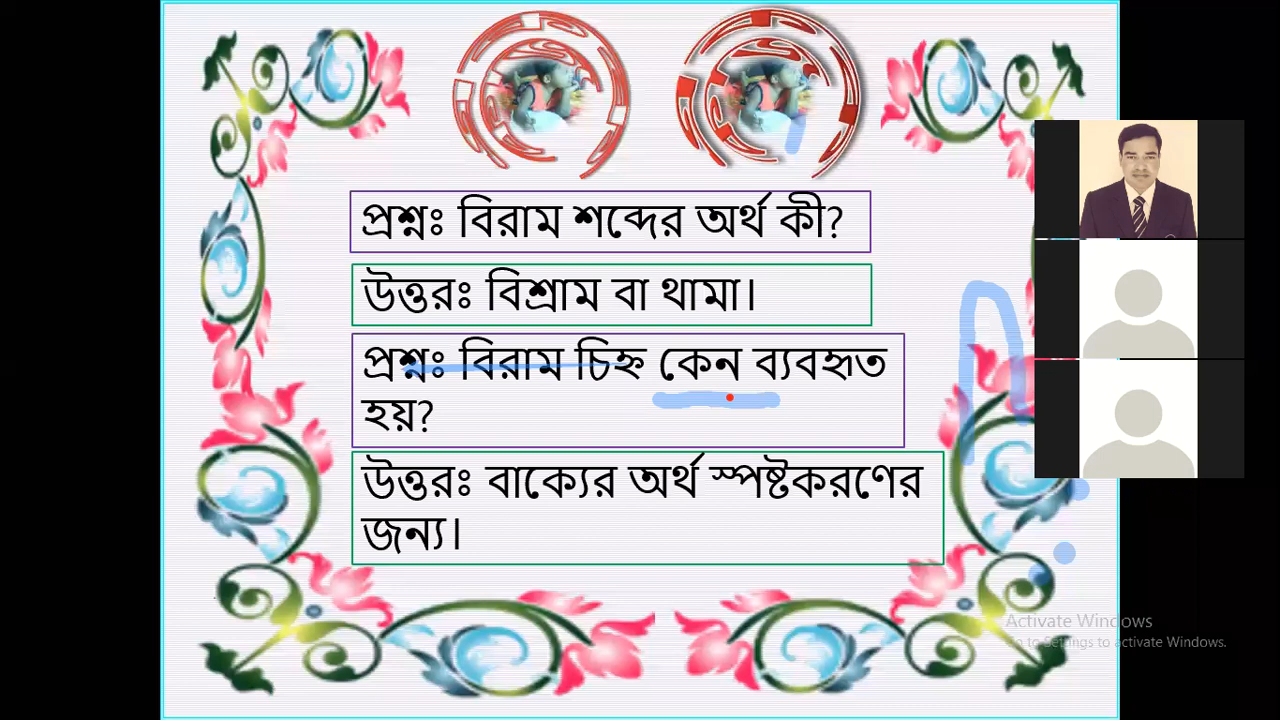 প্রশ্নঃ বিরাম শব্দের অর্থ কী?
উত্তরঃ বিশ্রাম বা থামা।
প্রশ্নঃ বিরাম চিহ্ন কেন ব্যবহৃত
হয়?
উত্তরঃ বাক্যের অর্থ স্পষ্টকরণের
জন্য।
Activate Windows
Go to Settings to activate Windows.